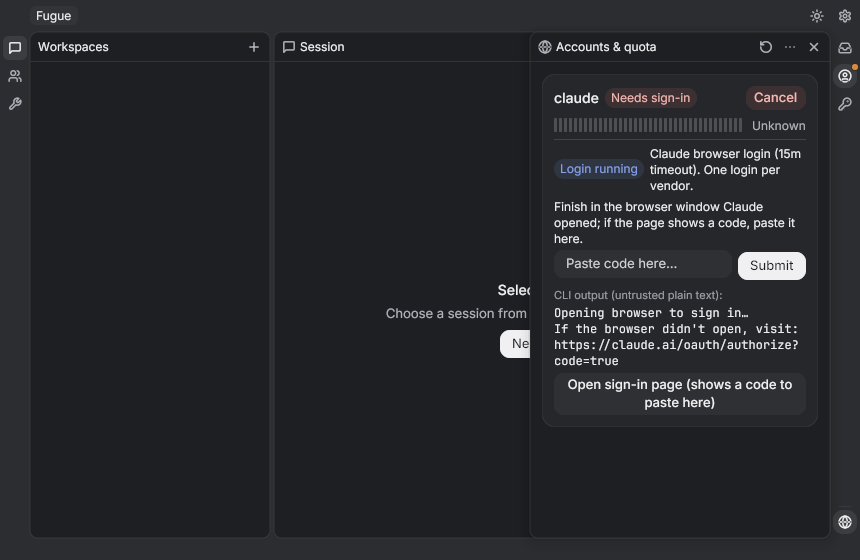 Fugue
Workspaces
Session
Accounts & quota
claude
Needs sign-in
Cancel
Unknown
Login running
Claude browser login (15m
timeout). One login per
vendor.
Finish in the browser window Claude
opened; if the page shows a code, paste it
here.
Paste code here...
Submit
CLI output (untrusted plain text):
Opening browser to sign in…
If the browser didn't open, visit:
https://claude.ai/oauth/authorize?
code=true
Open sign-in page (shows a code to
paste here)
Selec
Choose a session from
Ne